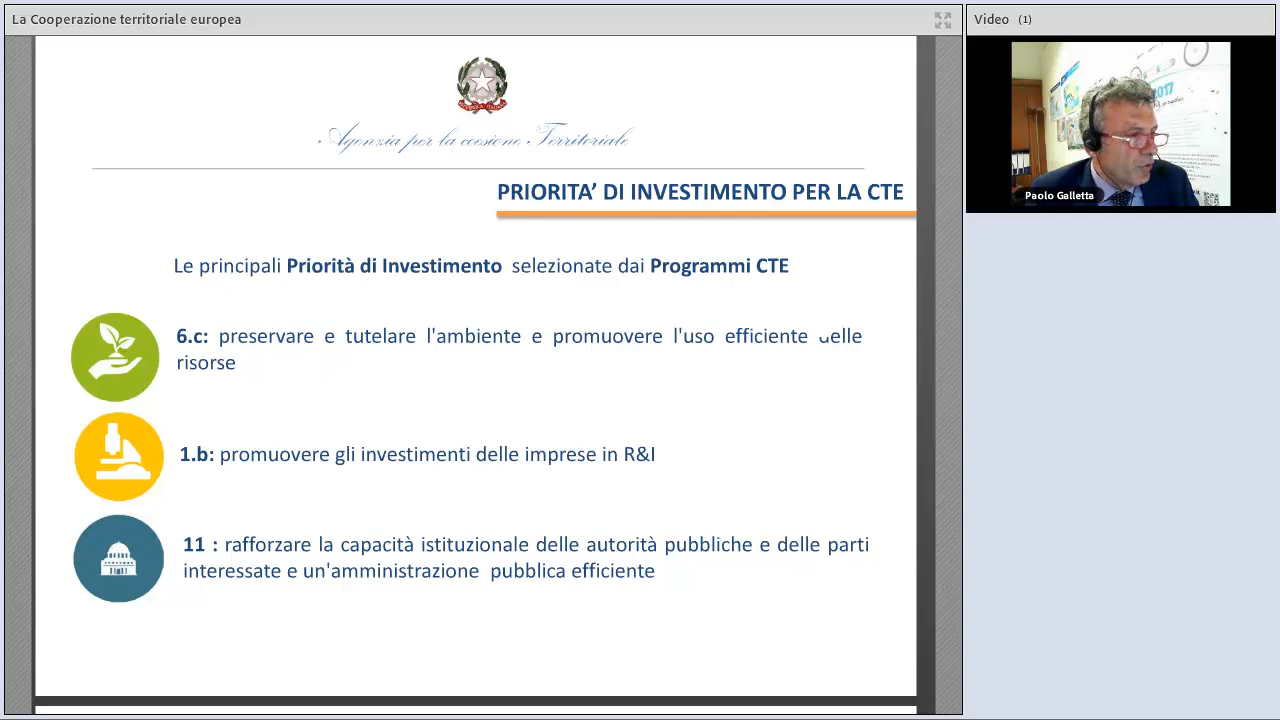 La Cooperazione territoriale europea
Video (1)
Agenzia per la coesione Territoriale
PRIORITA’ DI INVESTIMENTO PER LA CTE
Le principali Priorità di Investimento selezionate dai Programmi CTE
6.c: preservare e tutelare l'ambiente e promuovere l'uso efficiente delle
risorse
1.b: promuovere gli investimenti delle imprese in R&I
11 : rafforzare la capacità istituzionale delle autorità pubbliche e delle parti
interessate e un'amministrazione pubblica efficiente
2017
Paolo Galletta